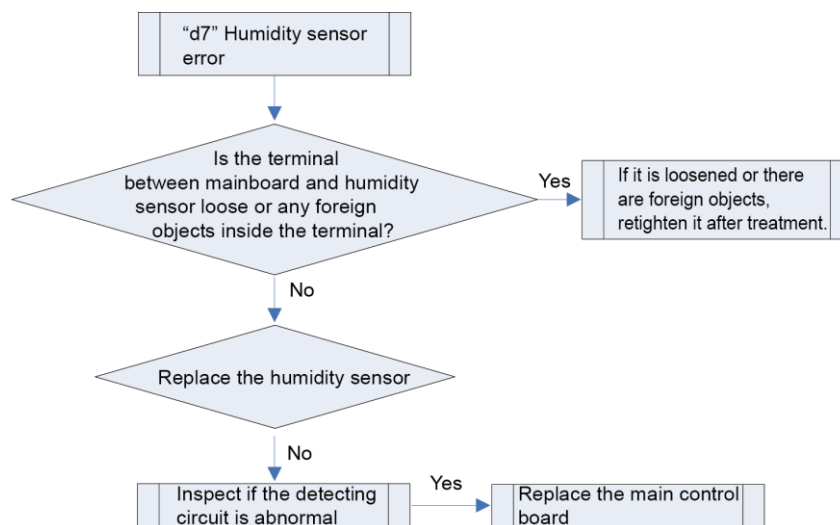 “d7” Humidity sensor
error
Is the terminal
between mainboard and humidity
sensor loose or any foreign
objects inside the terminal?
Yes
If it is loosened or there
are foreign objects,
retighten it after treatment.
No
Replace the humidity sensor
No
Inspect if the detecting
circuit is abnormal
Yes
Replace the main control
board